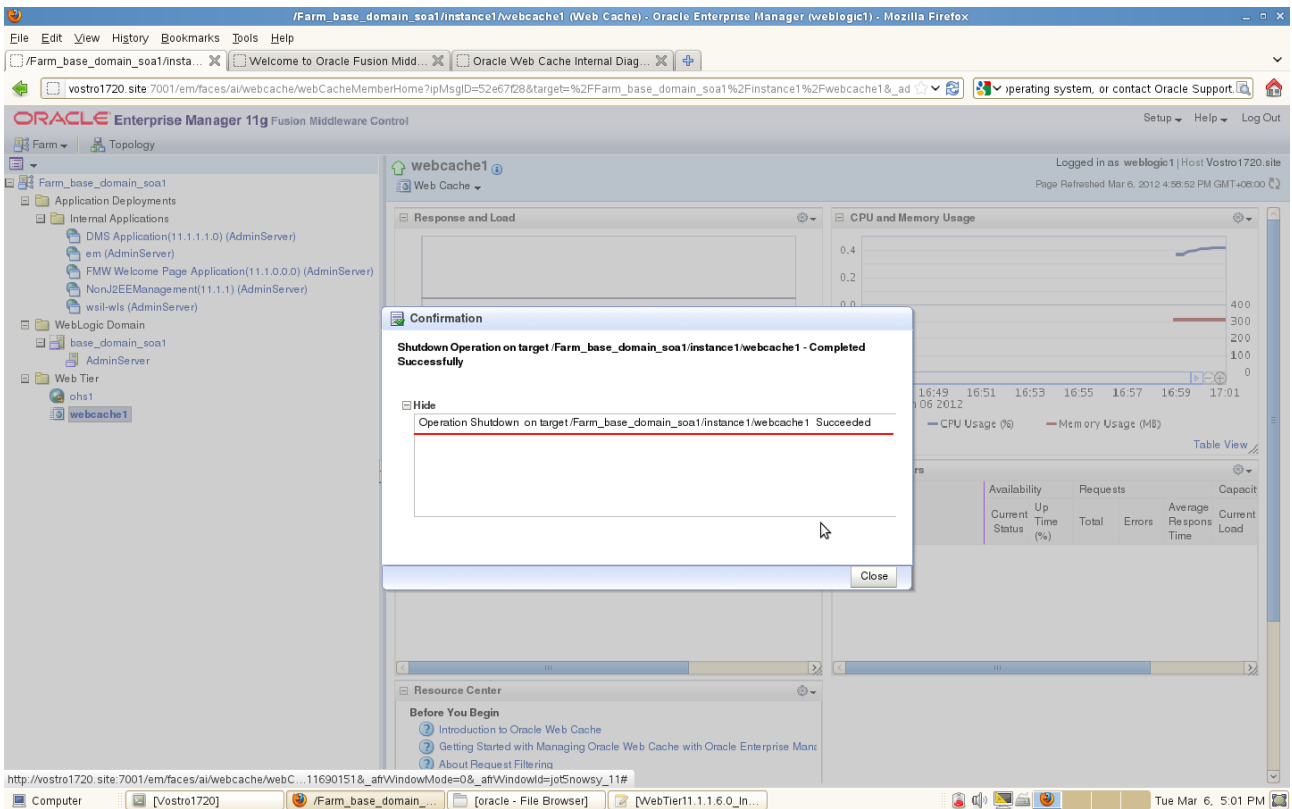 /Farm_base_domain_soa1/instance1/webcache1 (Web Cache) - Oracle Enterprise Manager (weblogic1) - Mozilla Firefox
File Edit View History Bookmarks Tools Help
/Farm_base_domain_soa1/insta... Welcome to Oracle Fusion Midd... Oracle Web Cache Internal Diag...
vostro1720.site:7001/em/faces/ai/webcache/webCacheMemberHome?ipMsgID=52e67f28&target=%2FFarm_base_domain_soa1%2Finstance1%2Fwebcache1&_ad perating system, or contact Oracle Support.
ORACLE Enterprise Manager 11g Fusion Middleware Control
Setup Help Log Out
Farm Topology
webcache1
Logged in as weblogic1 | Host Vostro1720.site
Web Cache
Page Refreshed Mar 6, 2012 4:58:52 PM GMT+08:00
Farm_base_domain_soa1
Application Deployments
Internal Applications
DMS Application(11.1.1.1.0) (AdminServer)
em (AdminServer)
FMW Welcome Page Application(11.1.0.0.0) (AdminServer)
NonJ2EEManagement(11.1.1) (AdminServer)
wsil-wls (AdminServer)
WebLogic Domain
base_domain_soa1
AdminServer
Web Tier
ohs1
webcache1
Response and Load
CPU and Memory Usage
0.4
0.2
0.0
400
300
200
100
0
16:49 16:51 16:53 16:55 16:57 16:59 17:01
06 2012
CPU Usage (%) Memory Usage (MB)
Table View
Confirmation
Shutdown Operation on target /Farm_base_domain_soa1/instance1/webcache1 - Completed
Successfully
Hide
Operation Shutdown on target /Farm_base_domain_soa1/instance1/webcache1 Succeeded
Close
rs
Availability Requests Capacit
Current Status
Up Time (%)
Total
Errors
Average Respons Time
Current Load
Resource Center
Before You Begin
Introduction to Oracle Web Cache
Getting Started with Managing Oracle Web Cache with Oracle Enterprise Mana
About Request Filtering
http://vostro1720.site:7001/em/faces/ai/webcache/webC...11690151&_afrWindowMode=0&_afrWindowId=jot5nowsy_11#
Computer [Vostro1720] /Farm_base_domain_... [oracle - File Browser] [WebTier11.1.1.6.0_In... Tue Mar 6, 5:01 PM